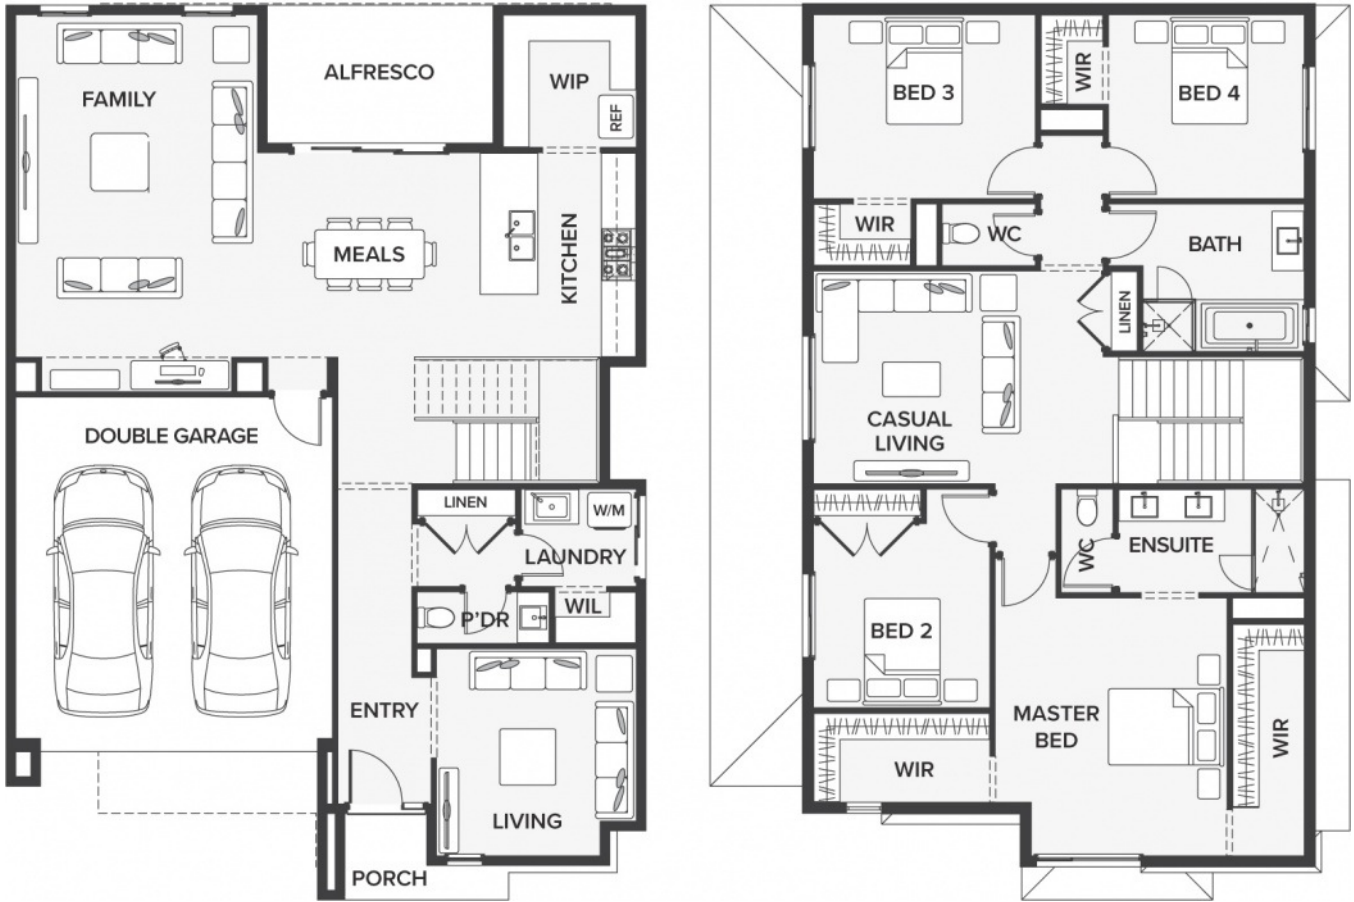 ALFRESCO
WIP
FAMILY
REF
MEALS
KITCHEN
DOUBLE GARAGE
LINEN
W/M
LAUNDRY
WIL
P'DR
ENTRY
LIVING
PORCH
BED 3
WIR
BED 4
WIR
WC
BATH
LINEN
CASUAL
LIVING
WC
ENSUITE
BED 2
MASTER
BED
WIR
WIR